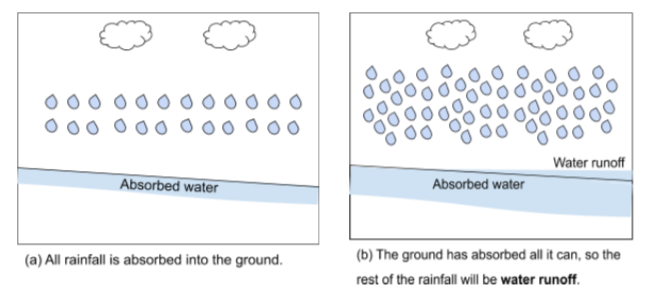 Absorbed water
(a) All rainfall is absorbed into the ground.
Water runoff
Absorbed water
(b) The ground has absorbed all it can, so the
rest of the rainfall will be water runoff.